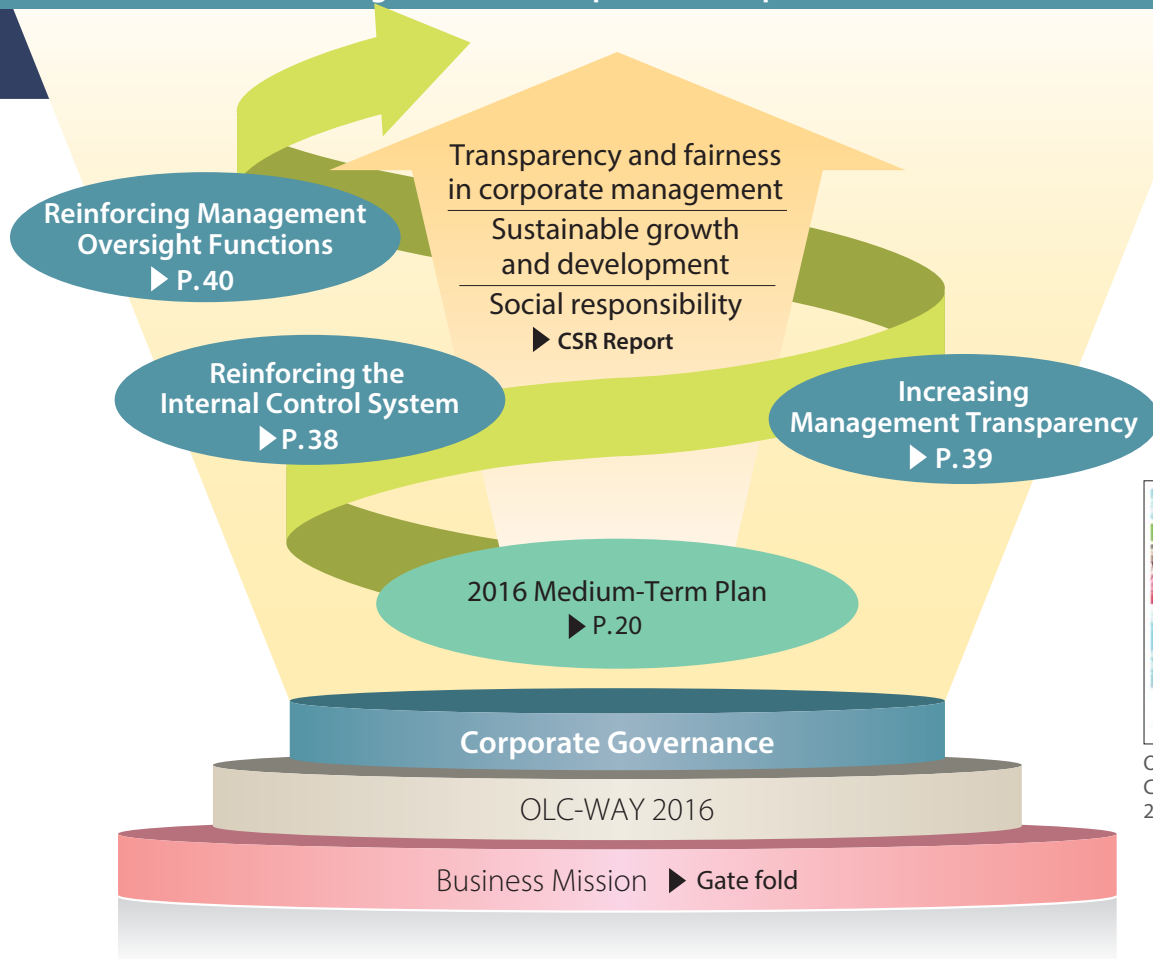 Transparency and fairness
in corporate management
Sustainable growth
and development
Social responsibility
▶ CSR Report
Reinforcing Management
Oversight Functions
▶ P. 40
Reinforcing the
Internal Control System
▶ P. 38
Increasing
Management Transparency
▶ P. 39
2016 Medium-Term Plan
▶ P. 20
Corporate Governance
OLC-WAY 2016
Business Mission ▶ Gate fold